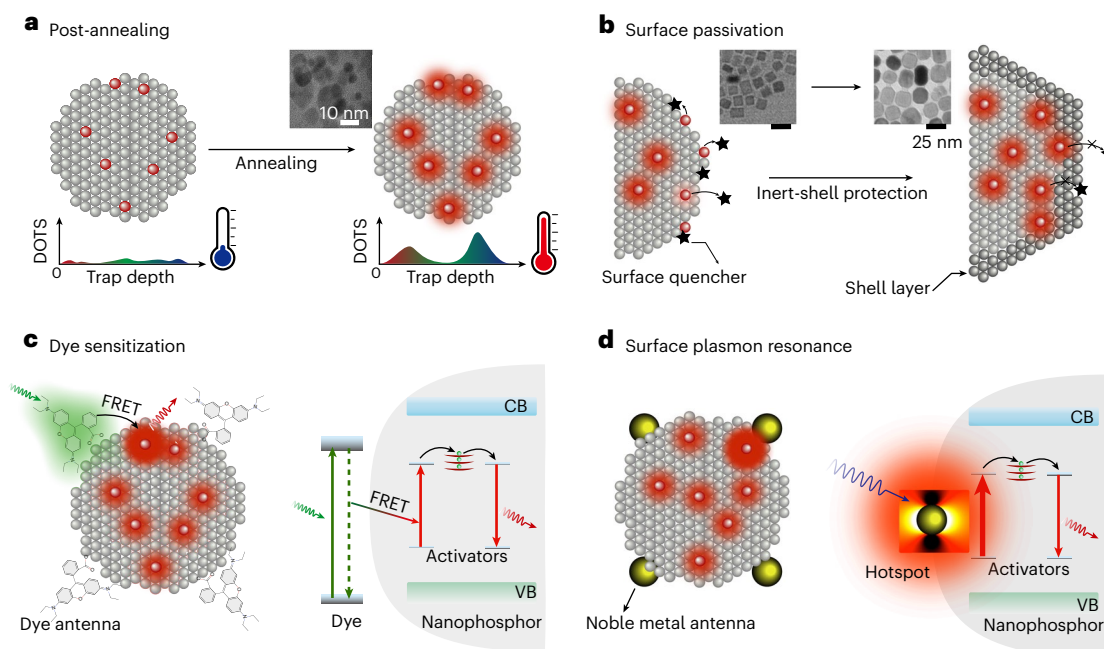 a Post-annealing
10 nm
Annealing
DOTS
0
Trap depth
DOTS
0
Trap depth
b Surface passivation
25 nm
Inert-shell protection
Surface quencher
Shell layer
c Dye sensitization
FRET
Dye antenna
CB
FRET
Activators
VB
Dye
Nanophosphor
d Surface plasmon resonance
Noble metal antenna
CB
Hotspot
Activators
VB
Nanophosphor